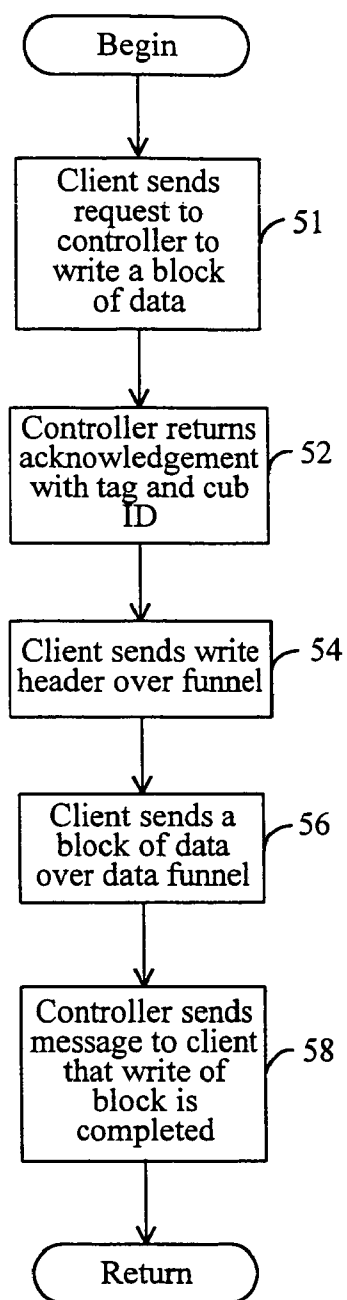 Begin
Client sends
request to
controller to
write a block
of data
51
Controller returns
acknowledgement
with tag and cub
ID
52
Client sends write
header over funnel
54
Client sends a
block of data
over data funnel
56
Controller sends
message to client
that write of
block is
completed
58
Return